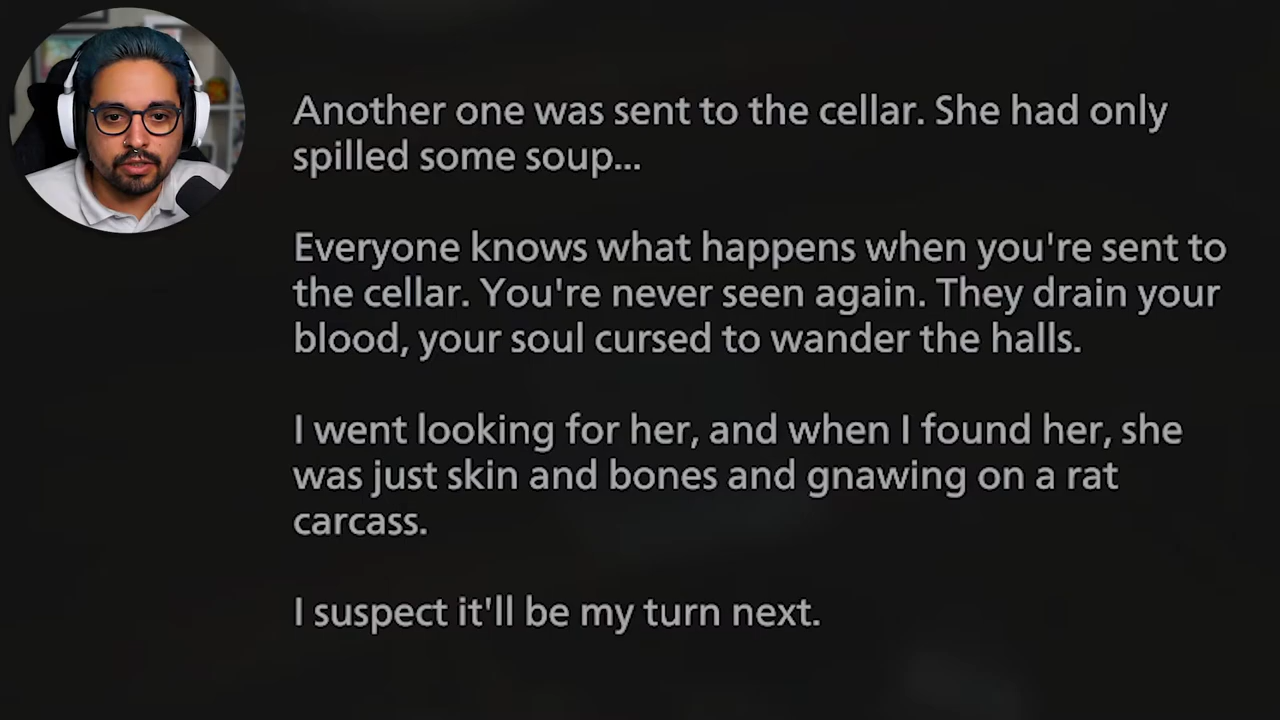 Another one was sent to the cellar. She had only
spilled some soup...
Everyone knows what happens when you're sent to
the cellar. You're never seen again. They drain your
blood, your soul cursed to wander the halls.
I went looking for her, and when I found her, she
was just skin and bones and gnawing on a rat
carcass.
I suspect it'll be my turn next.